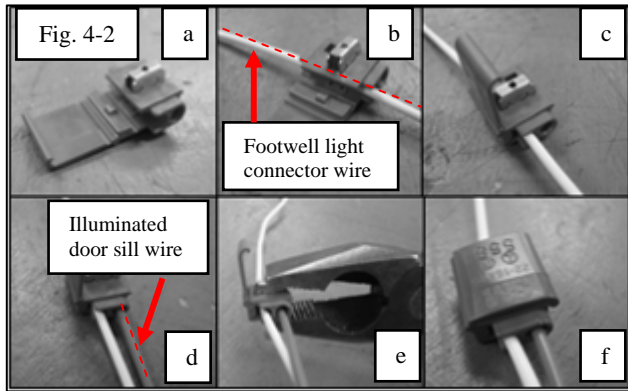 Fig. 4-2
a
b
c
Footwell light
connector wire
Illuminated
door sill wire
d
e
f